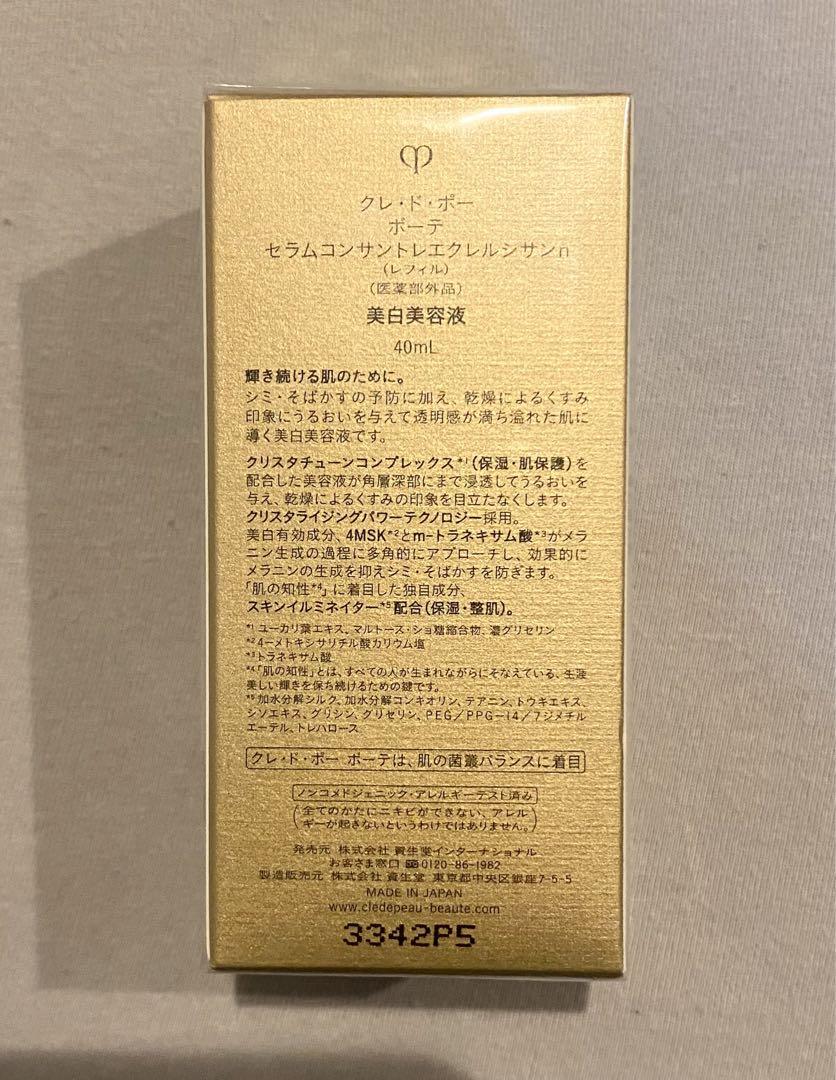 クレ・ド・ポー
ボーテ
セラムコンサントレエクレルシサンn
(レフィル)
(医薬部外品)
美白美容液
40mL
輝き続ける肌のために。
シミ・そばかすの予防に加え、乾燥によるくすみ
印象にうるおいを与えて透明感が満ち溢れた肌に
導く美白美容液です。
クリスタチューンコンプレックス*1(保湿・肌保護)を
配合した美容液が角層深部にまで浸透してうるおいを
与え、乾燥によるくすみの印象を目立たなくします。
クリスタライジングパワーテクノロジー採用。
美白有効成分、4MSK*2とm-トラネキサム酸*3がメラ
ニン生成の過程に多角的にアプローチし、効果的に
メラニンの生成を抑えシミ・そばかすを防ぎます。
「肌の知性*4」に着目した独自成分、
スキンイルミネイター*5配合(保湿・整肌)。
*1 ユーカリ葉エキス、マルトース・ショ糖縮合物、濃グリセリン
*2 4-メトキシサリチル酸カリウム塩
*3 トラネキサム酸
*4 「肌の知性」とは、すべての人が生まれながらにそなえている、生涯
美しい輝きを保ち続けるための鍵です。
*5 加水分解シルク、加水分解コンキオリン、テアニン、トウキエキス、
シソエキス、グリシン、グリセリン、PEG/PPG-14/7ジメチル
エーテル、トレハロース
クレ・ド・ポー ボーテは、肌の菌叢バランスに着目
ノンコメドジェニック・アレルギーテスト済み
(全てのかたにニキビができない、アレル
ギーが起きないというわけではありません。)
発売元 株式会社 資生堂インターナショナル
お客さま窓口 0120-86-1982
製造販売元 株式会社 資生堂 東京都中央区銀座7-5-5
MADE IN JAPAN
www.cledepeau-beaute.com
3342P5